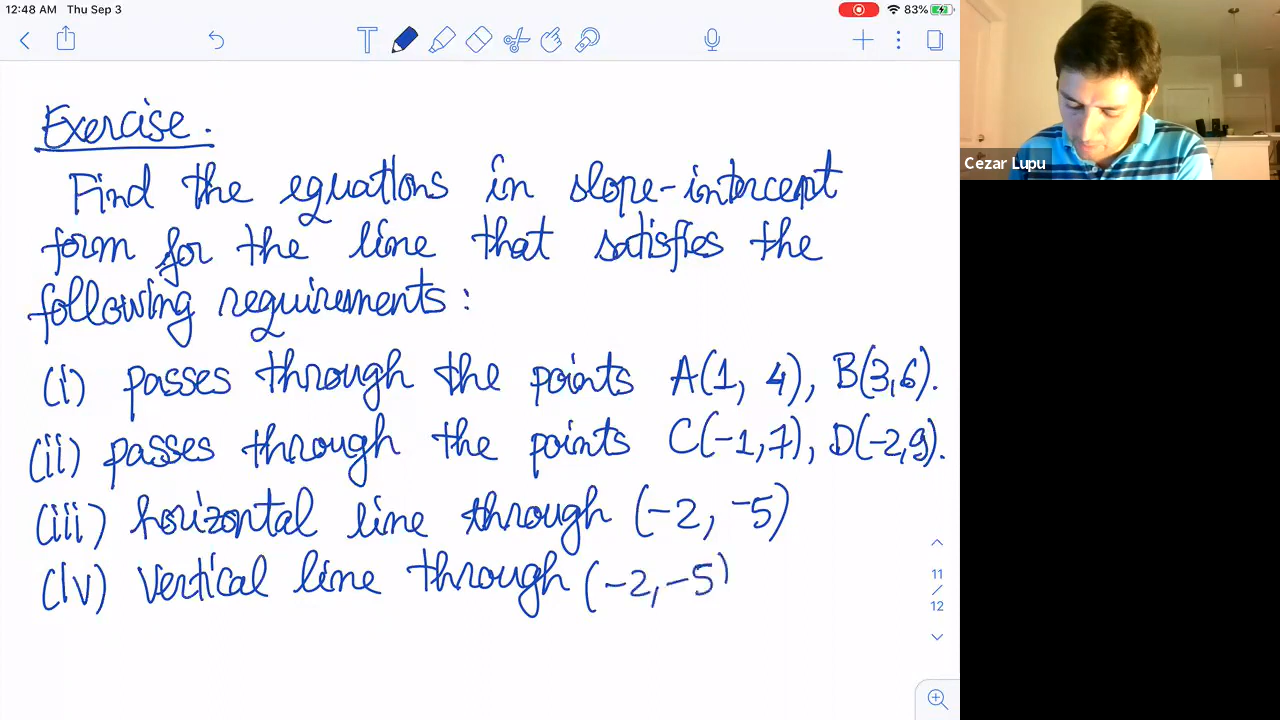 12:48 AM Thu Sep 3
83%
Exercise.
Find the equations in slope-intercept
form for the line that satisfies the
following requirements:
(i) passes through the points A(1, 4), B(3,6).
(ii) passes through the points C(-1,7), D(-2,9).
(iii) horizontal line through (-2, -5)
(iv) vertical line through (-2,-5)
11
/
12
Cezar Lupu